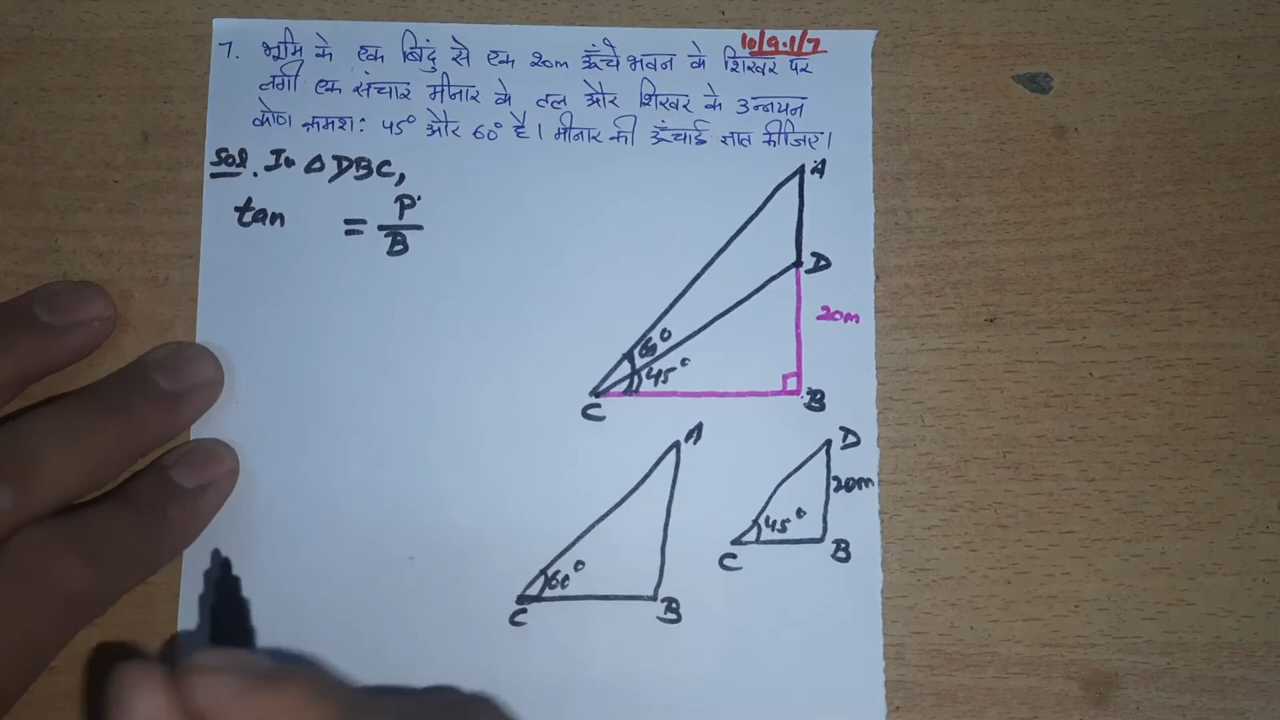 10/9.1/7
7. भूमि के एक बिंदु से एक 20m ऊँचे भवन के शिखर पर
लगी एक संचार मीनार के तल और शिखर के उन्नयन
कोण क्रमश: 45° और 60° है। मीनार की ऊँचाई ज्ञात कीजिए।
Sol. In △ DBC,
tan = P/B
A
D
20m
60°
45°
C
B
A
60°
C
B
D
20m
45°
C
B